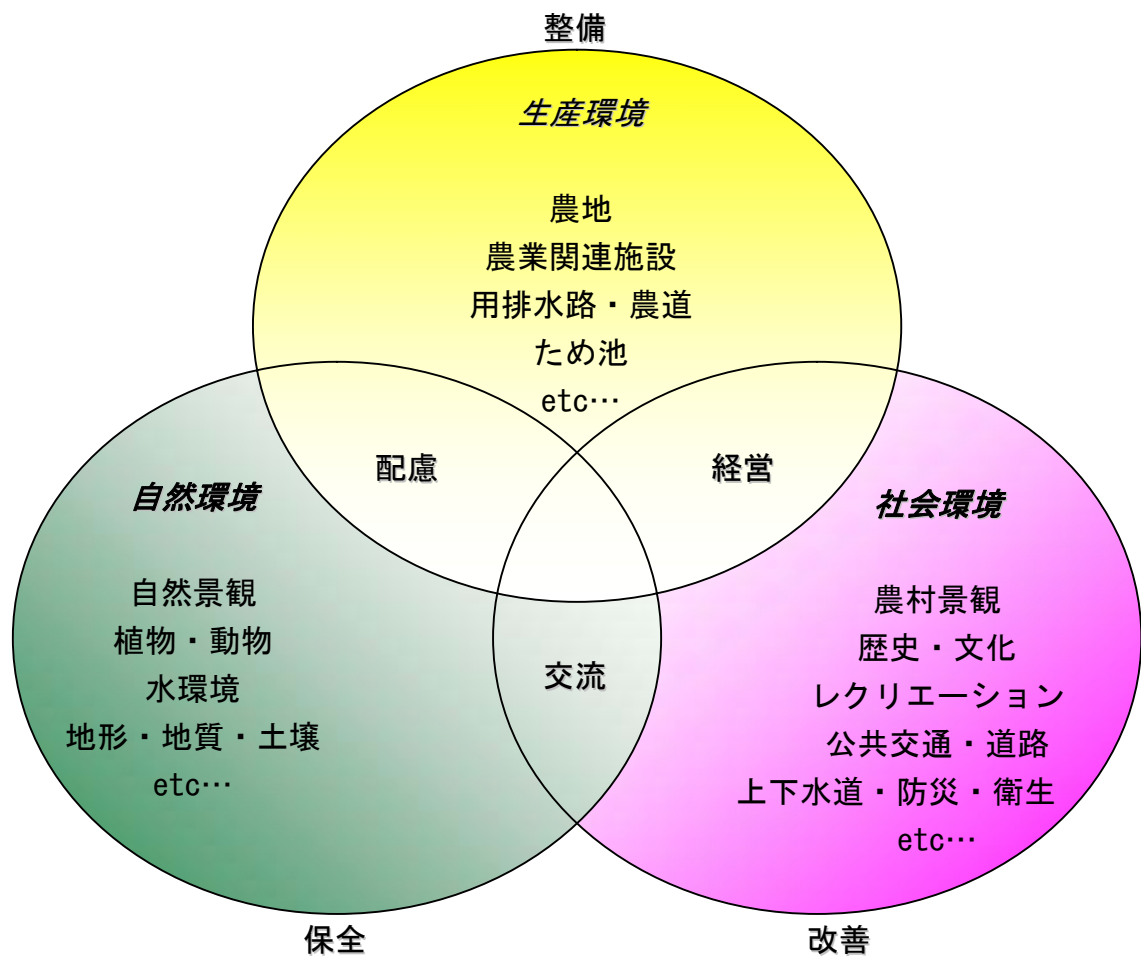 整備
生産環境
農地
農業関連施設
用排水路・農道
ため池
etc…
配慮
経営
自然環境
自然景観
植物・動物
水環境
地形・地質・土壌
etc…
社会環境
農村景観
歴史・文化
レクリエーション
公共交通・道路
上下水道・防災・衛生
etc…
交流
保全
改善